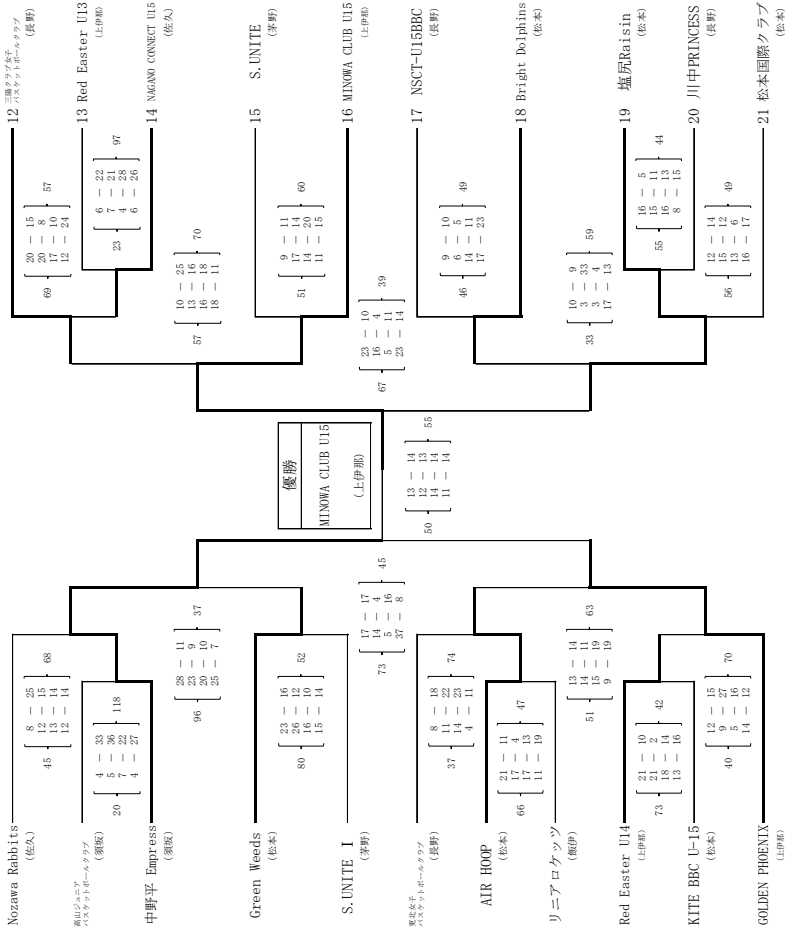 Nozawa Rabbits
(佐久)
高山ジュニア
バスケットボールクラブ
(須坂)
中野平 Empress
(須坂)
Green Weeds
(松本)
S.UNITE Ⅰ
(茅野)
更北女子
バスケットボールクラブ
(長野)
AIR HOOP
(松本)
リニアロケッツ
(飯伊)
Red Easter U14
(上伊那)
KITE BBC U-15
(松本)
GOLDEN PHOENIX
(上伊那)
8 － 25
45 12 － 15 68
13 － 14
12 － 14
4 － 33
20 5 － 36 118
7 － 22
4 － 27
28 － 11
96 23 － 9 37
20 － 10
25 － 7
23 － 16
80 26 － 12 52
16 － 10
15 － 14
17 － 17
73 14 － 4 45
5 － 16
37 － 8
8 － 18
37 11 － 22 74
14 － 23
4 － 11
21 － 11
66 17 － 4 47
17 － 13
11 － 19
13 － 14
51 14 － 11 63
15 － 19
9 － 19
21 － 10
73 21 － 2 42
18 － 14
13 － 16
12 － 15
40 9 － 27 70
5 － 16
14 － 12
優勝
MINOWA CLUB U15
(上伊那)
13 － 14
50 12 － 13 55
14 － 14
11 － 14
20 － 15
69 20 － 8 57
17 － 10
12 － 24
6 － 22
23 7 － 21 97
4 － 28
6 － 26
10 － 25
57 13 － 16 70
16 － 18
18 － 11
9 － 11
51 17 － 14 60
14 － 20
11 － 15
23 － 10
67 16 － 4 39
5 － 11
23 － 14
9 － 10
46 6 － 5 49
14 － 11
17 － 23
10 － 9
33 3 － 33 59
3 － 4
17 － 13
16 － 5
55 15 － 11 44
16 － 13
8 － 15
12 － 14
56 15 － 12 49
13 － 6
16 － 17
12 三陽クラブ女子
バスケットボールクラブ
(長野)
13 Red Easter U13
(上伊那)
14 NAGANO CONNECT U15
(佐久)
15 S.UNITE
(茅野)
16 MINOWA CLUB U15
(上伊那)
17 NSCT-U15BBC
(長野)
18 Bright Dolphins
(松本)
19 塩尻Raisin
(松本)
20 川中PRINCESS
(長野)
21 松本国際クラブ
(松本)